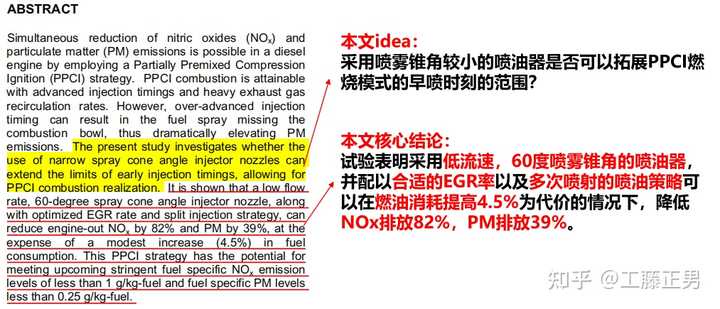 ABSTRACT
Simultaneous reduction of nitric oxides (NOx) and
particulate matter (PM) emissions is possible in a diesel
engine by employing a Partially Premixed Compression
Ignition (PPCI) strategy. PPCI combustion is attainable
with advanced injection timings and heavy exhaust gas
recirculation rates. However, over-advanced injection
timing can result in the fuel spray missing the
combustion bowl, thus dramatically elevating PM
emissions. The present study investigates whether the
use of narrow spray cone angle injector nozzles can
extend the limits of early injection timings, allowing for
PPCI combustion realization. It is shown that a low flow
rate, 60-degree spray cone angle injector nozzle, along
with optimized EGR rate and split injection strategy, can
reduce engine-out NOx by 82% and PM by 39%, at the
expense of a modest increase (4.5%) in fuel
consumption. This PPCI strategy has the potential for
meeting upcoming stringent fuel specific NOx emission
levels of less than 1 g/kg-fuel and fuel specific PM levels
less than 0.25 g/kg-fuel.
本文idea：
采用喷雾锥角较小的喷油器是否可以拓展PPCI燃
烧模式的早喷时刻的范围？
本文核心结论：
试验表明采用低流速，60度喷雾锥角的喷油器，
并配以合适的EGR率以及多次喷射的喷油策略可
以在燃油消耗提高4.5%为代价的情况下，降低
NOx排放82%，PM排放39%。
知乎 @工藤正男